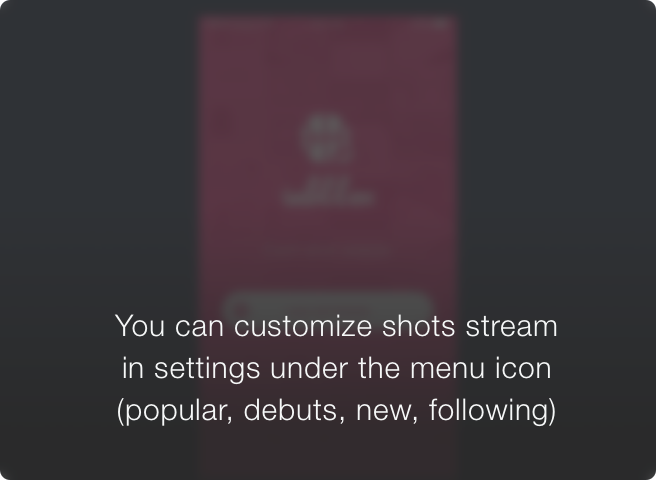 You can customize shots stream
in settings under the menu icon
(popular, debuts, new, following)